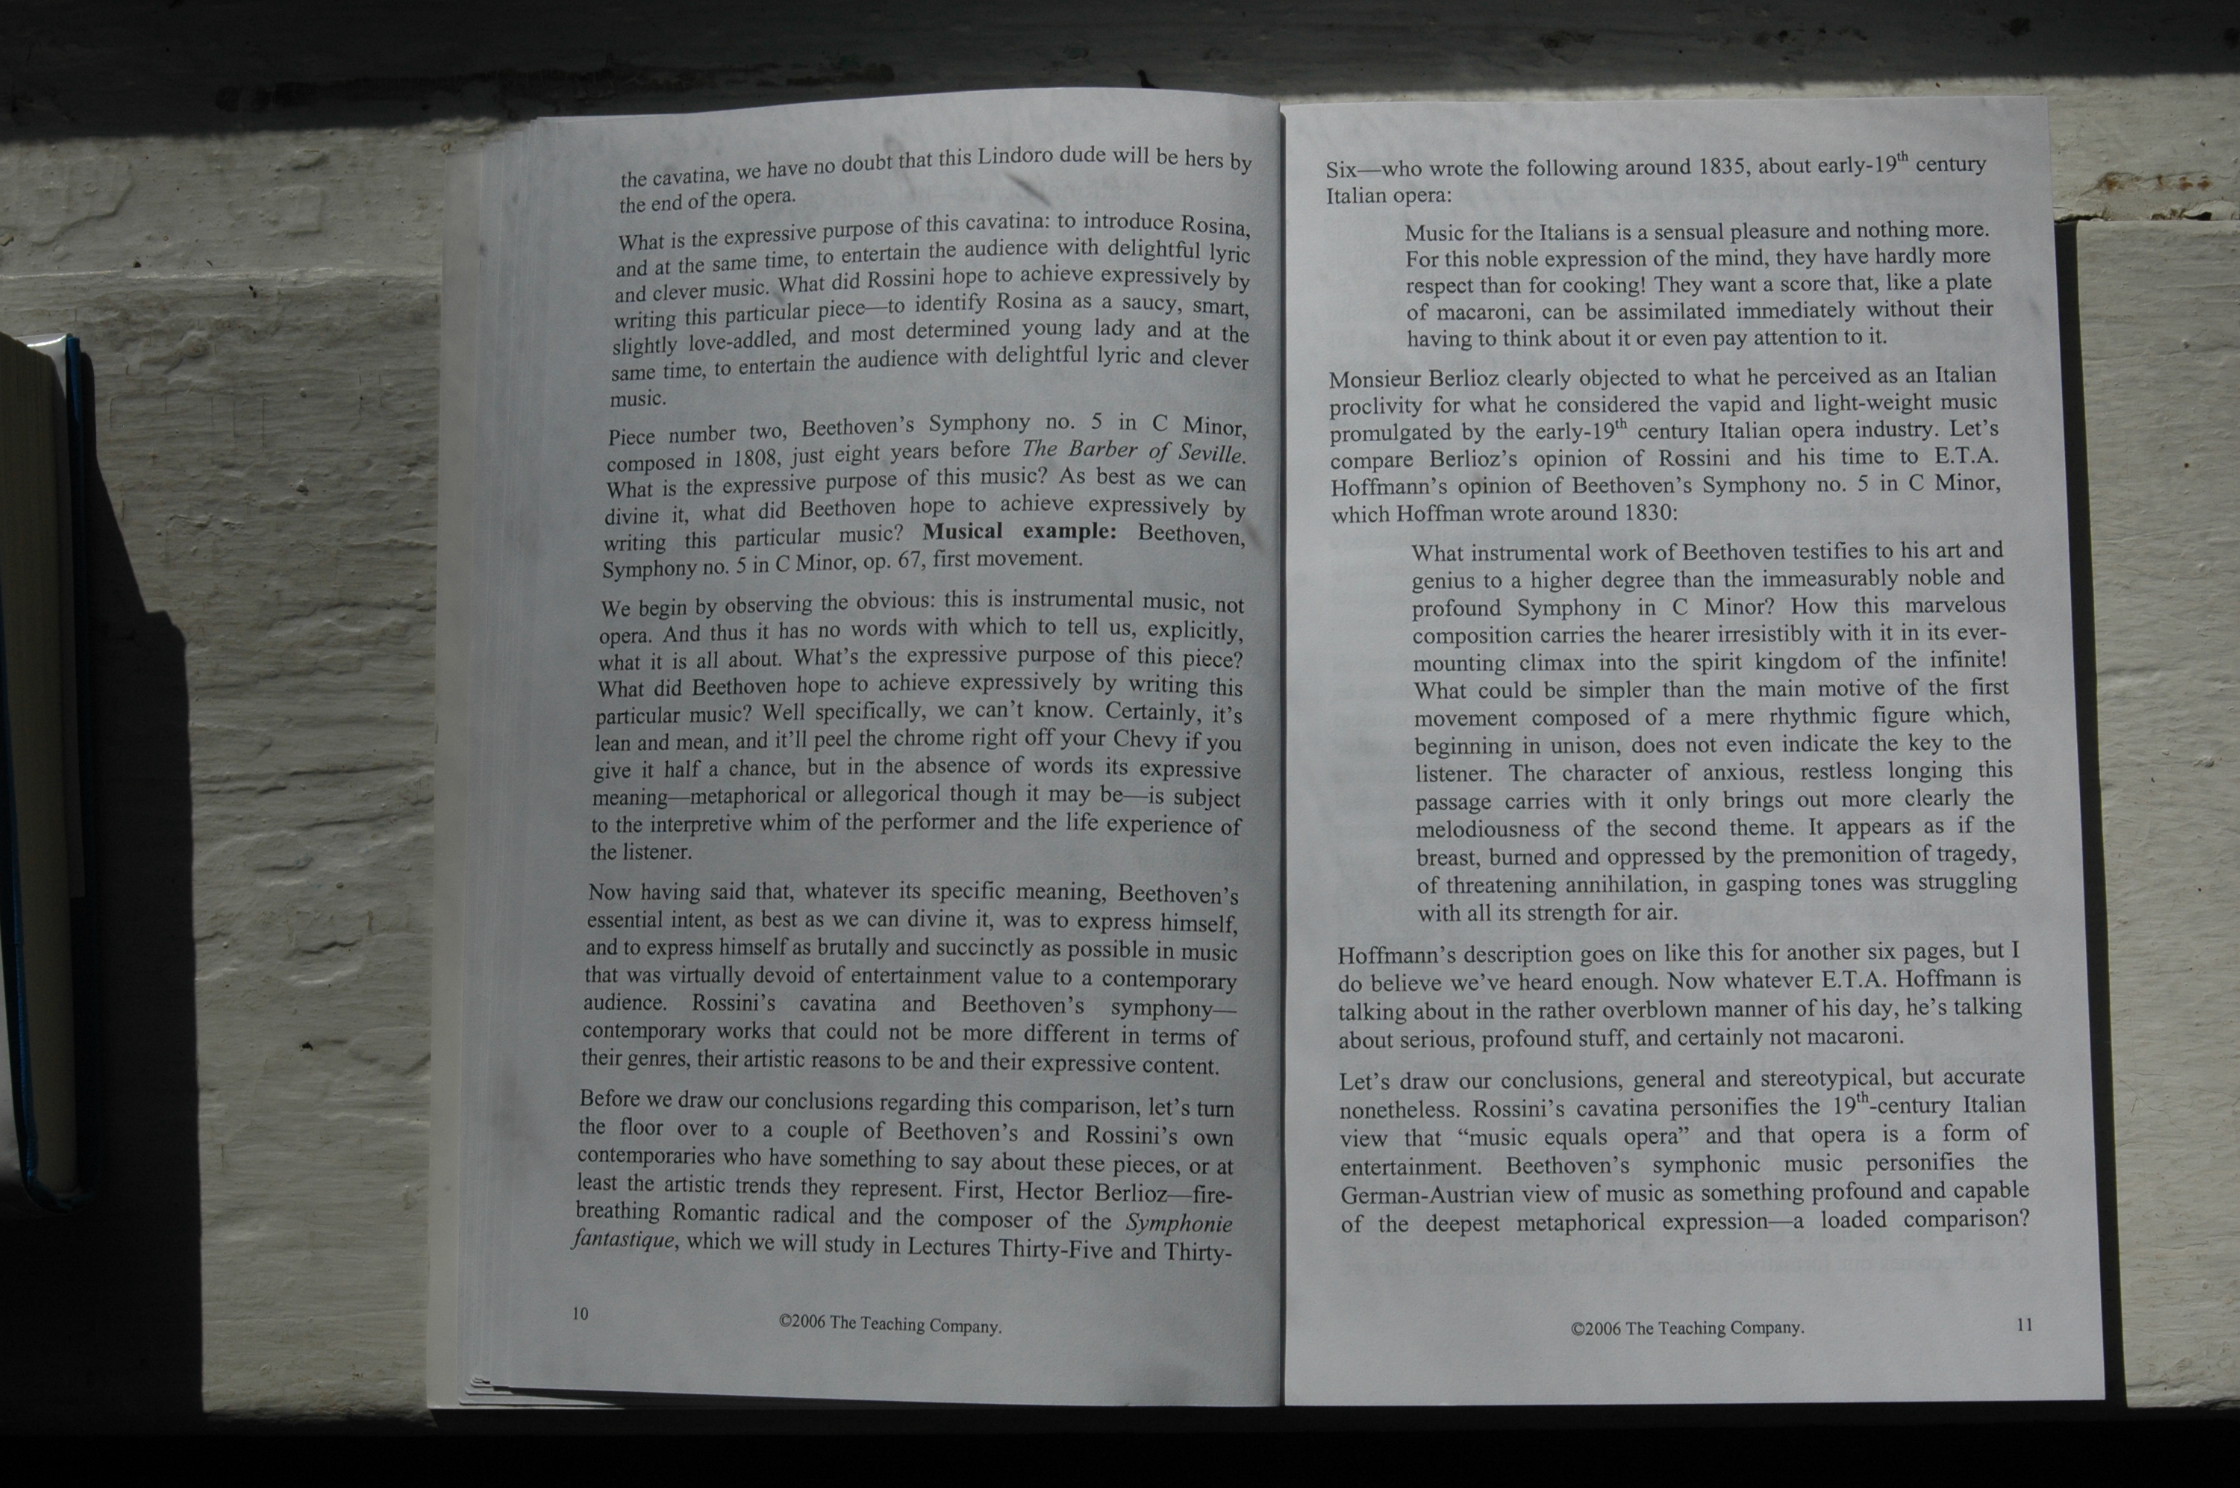 the cavatina, we have no doubt that this Lindoro dude will be hers by
the end of the opera.
What is the expressive purpose of this cavatina: to introduce Rosina,
and at the same time, to entertain the audience with delightful lyric
and clever music. What did Rossini hope to achieve expressively by
writing this particular piece—to identify Rosina as a saucy, smart,
slightly love-addled, and most determined young lady and at the
same time, to entertain the audience with delightful lyric and clever
music.
Piece number two, Beethoven's Symphony no. 5 in C Minor,
composed in 1808, just eight years before The Barber of Seville.
What is the expressive purpose of this music? As best as we can
divine it, what did Beethoven hope to achieve expressively by
writing this particular music? Musical example: Beethoven,
Symphony no. 5 in C Minor, op. 67, first movement.
We begin by observing the obvious: this is instrumental music, not
opera. And thus it has no words with which to tell us, explicitly,
what it is all about. What's the expressive purpose of this piece?
What did Beethoven hope to achieve expressively by writing this
particular music? Well specifically, we can't know. Certainly, it's
lean and mean, and it'll peel the chrome right off your Chevy if you
give it half a chance, but in the absence of words its expressive
meaning—metaphorical or allegorical though it may be—is subject
to the interpretive whim of the performer and the life experience of
the listener.
Now having said that, whatever its specific meaning, Beethoven's
essential intent, as best as we can divine it, was to express himself,
and to express himself as brutally and succinctly as possible in music
that was virtually devoid of entertainment value to a contemporary
audience. Rossini's cavatina and Beethoven's symphony—
contemporary works that could not be more different in terms of
their genres, their artistic reasons to be and their expressive content.
Before we draw our conclusions regarding this comparison, let's turn
the floor over to a couple of Beethoven's and Rossini's own
contemporaries who have something to say about these pieces, or at
least the artistic trends they represent. First, Hector Berlioz—fire-
breathing Romantic radical and the composer of the Symphonie
fantastique, which we will study in Lectures Thirty-Five and Thirty-
10
©2006 The Teaching Company.
Six—who wrote the following around 1835, about early-19th century
Italian opera:
Music for the Italians is a sensual pleasure and nothing more.
For this noble expression of the mind, they have hardly more
respect than for cooking! They want a score that, like a plate
of macaroni, can be assimilated immediately without their
having to think about it or even pay attention to it.
Monsieur Berlioz clearly objected to what he perceived as an Italian
proclivity for what he considered the vapid and light-weight music
promulgated by the early-19th century Italian opera industry. Let's
compare Berlioz's opinion of Rossini and his time to E.T.A.
Hoffmann's opinion of Beethoven's Symphony no. 5 in C Minor,
which Hoffman wrote around 1830:
What instrumental work of Beethoven testifies to his art and
genius to a higher degree than the immeasurably noble and
profound Symphony in C Minor? How this marvelous
composition carries the hearer irresistibly with it in its ever-
mounting climax into the spirit kingdom of the infinite!
What could be simpler than the main motive of the first
movement composed of a mere rhythmic figure which,
beginning in unison, does not even indicate the key to the
listener. The character of anxious, restless longing this
passage carries with it only brings out more clearly the
melodiousness of the second theme. It appears as if the
breast, burned and oppressed by the premonition of tragedy,
of threatening annihilation, in gasping tones was struggling
with all its strength for air.
Hoffmann's description goes on like this for another six pages, but I
do believe we've heard enough. Now whatever E.T.A. Hoffmann is
talking about in the rather overblown manner of his day, he's talking
about serious, profound stuff, and certainly not macaroni.
Let's draw our conclusions, general and stereotypical, but accurate
nonetheless. Rossini's cavatina personifies the 19th-century Italian
view that “music equals opera” and that opera is a form of
entertainment. Beethoven's symphonic music personifies the
German-Austrian view of music as something profound and capable
of the deepest metaphorical expression—a loaded comparison?
©2006 The Teaching Company.
11